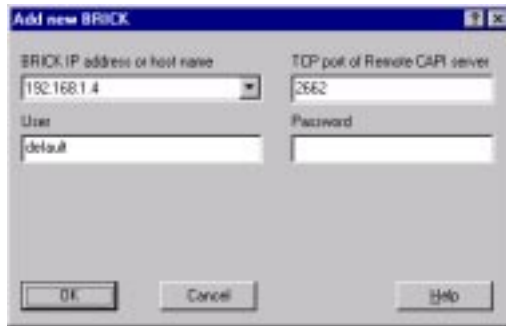 Add new BRICK
BRICK IP address or host name
TCP port of Remote CAPI server
192.168.1.4
2662
User
Password
default
OK
Cancel
Help